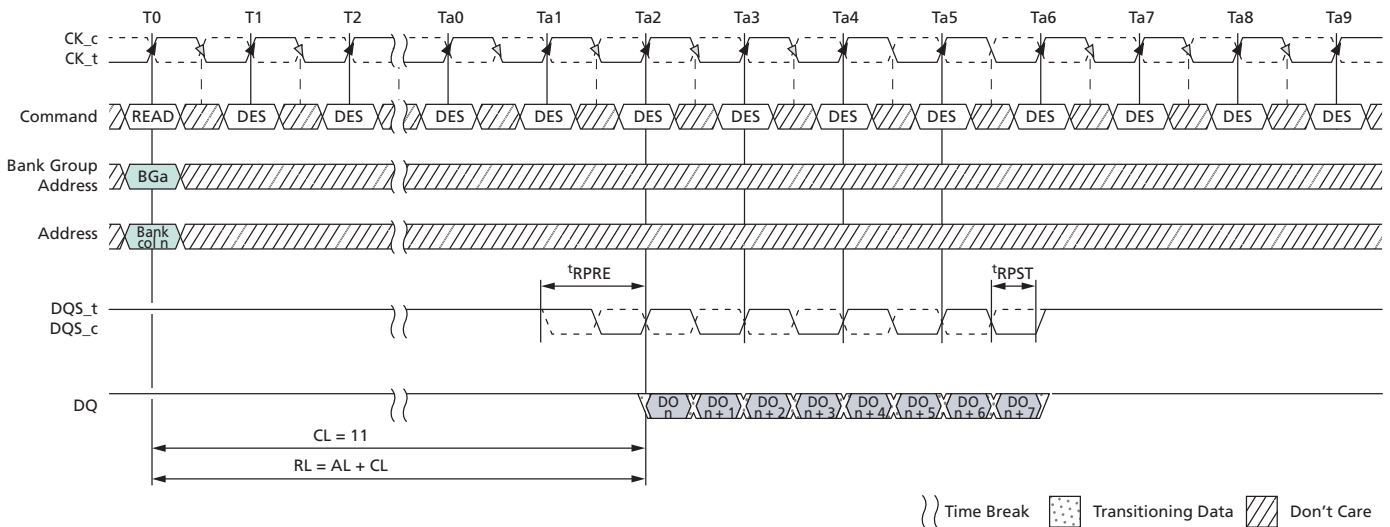 T0 T1 T2 Ta0 Ta1 Ta2 Ta3 Ta4 Ta5 Ta6 Ta7 Ta8 Ta9
CK_c
CK_t
Command READ DES DES DES DES DES DES DES DES DES DES DES DES
Bank Group
Address
BGa
Address
Bank
col n
tRPRE tRPST
DQS_t
DQS_c
DQ
DO
n
DO
n + 1
DO
n + 2
DO
n + 3
DO
n + 4
DO
n + 5
DO
n + 6
DO
n + 7
CL = 11
RL = AL + CL
Time Break Transitioning Data Don't Care